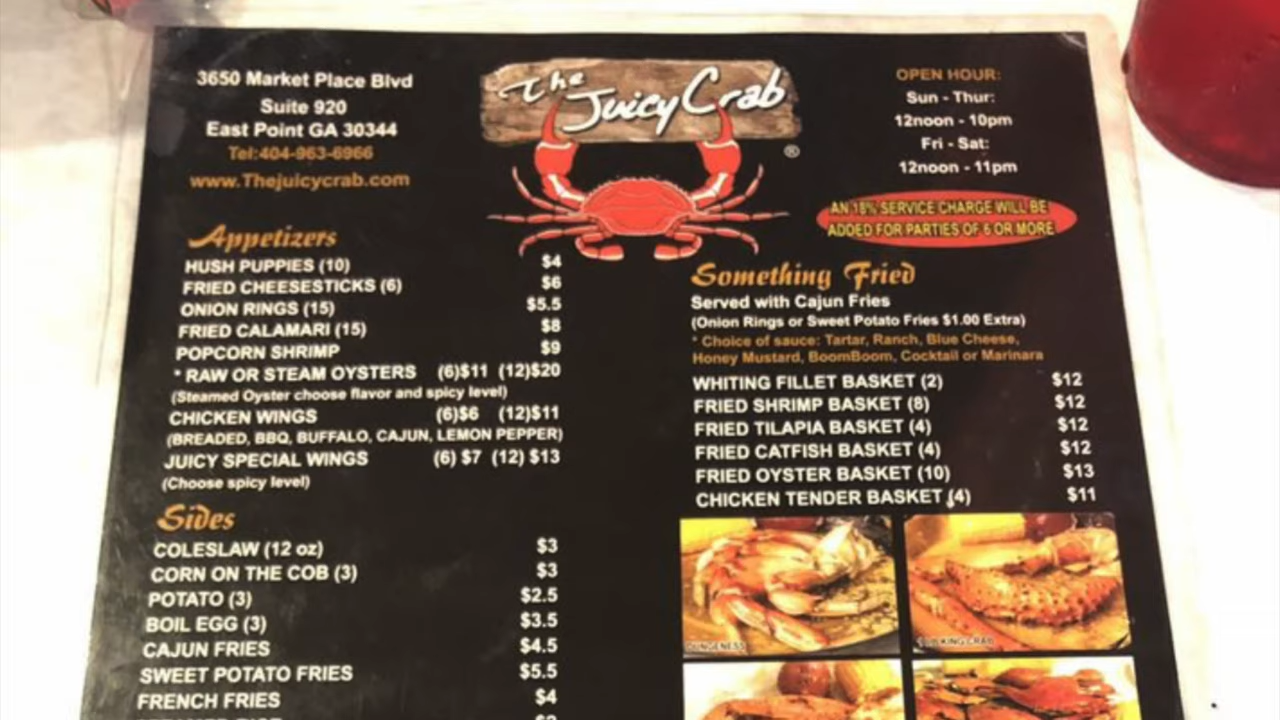 3650 Market Place Blvd
Suite 920
East Point GA 30344
Tel:404-963-6966
www.Thejuicycrab.com
The Juicy Crab
®
OPEN HOUR:
Sun - Thur:
12noon - 10pm
Fri - Sat:
12noon - 11pm
AN 18% SERVICE CHARGE WILL BE
ADDED FOR PARTIES OF 6 OR MORE
Appetizers
HUSH PUPPIES (10) $4
FRIED CHEESESTICKS (6) $6
ONION RINGS (15) $5.5
FRIED CALAMARI (15) $8
POPCORN SHRIMP $9
* RAW OR STEAM OYSTERS (6)$11 (12)$20
(Steamed Oyster choose flavor and spicy level)
CHICKEN WINGS (6)$6 (12)$11
(BREADED, BBQ, BUFFALO, CAJUN, LEMON PEPPER)
JUICY SPECIAL WINGS (6) $7 (12) $13
(Choose spicy level)
Sides
COLESLAW (12 oz) $3
CORN ON THE COB (3) $3
POTATO (3) $2.5
BOIL EGG (3) $3.5
CAJUN FRIES $4.5
SWEET POTATO FRIES $5.5
FRENCH FRIES $4
Something Fried
Served with Cajun Fries
(Onion Rings or Sweet Potato Fries $1.00 Extra)
* Choice of sauce: Tartar, Ranch, Blue Cheese,
Honey Mustard, BoomBoom, Cocktail or Marinara
WHITING FILLET BASKET (2) $12
FRIED SHRIMP BASKET (8) $12
FRIED TILAPIA BASKET (4) $12
FRIED CATFISH BASKET (4) $12
FRIED OYSTER BASKET (10) $13
CHICKEN TENDER BASKET (4) $11
DUNGENESS
KING CRAB